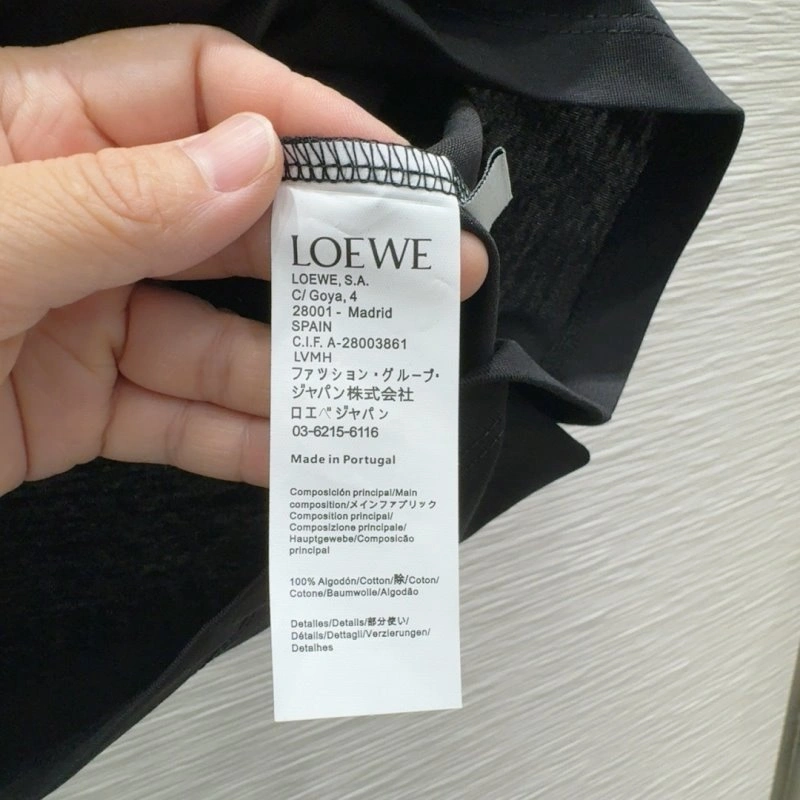 LOEWE
LOEWE, S.A.
C/ Goya, 4
28001 - Madrid
SPAIN
C.I.F. A-28003861
LVMH
ファツション・グループ・
ジャパン株式会社
ロエベジャパン
03-6215-6116
Made in Portugal
Composición principal/Main
composition/メインファブリック
Composition principal/
Composizione principale/
Hauptgewebe/Composicão
principal
100% Algodón/Cotton/除/Coton/
Cotone/Baumwolle/Algodão
Detalles/Details/部分使い/
Détails/Dettagli/Verzierungen/
Detalhes